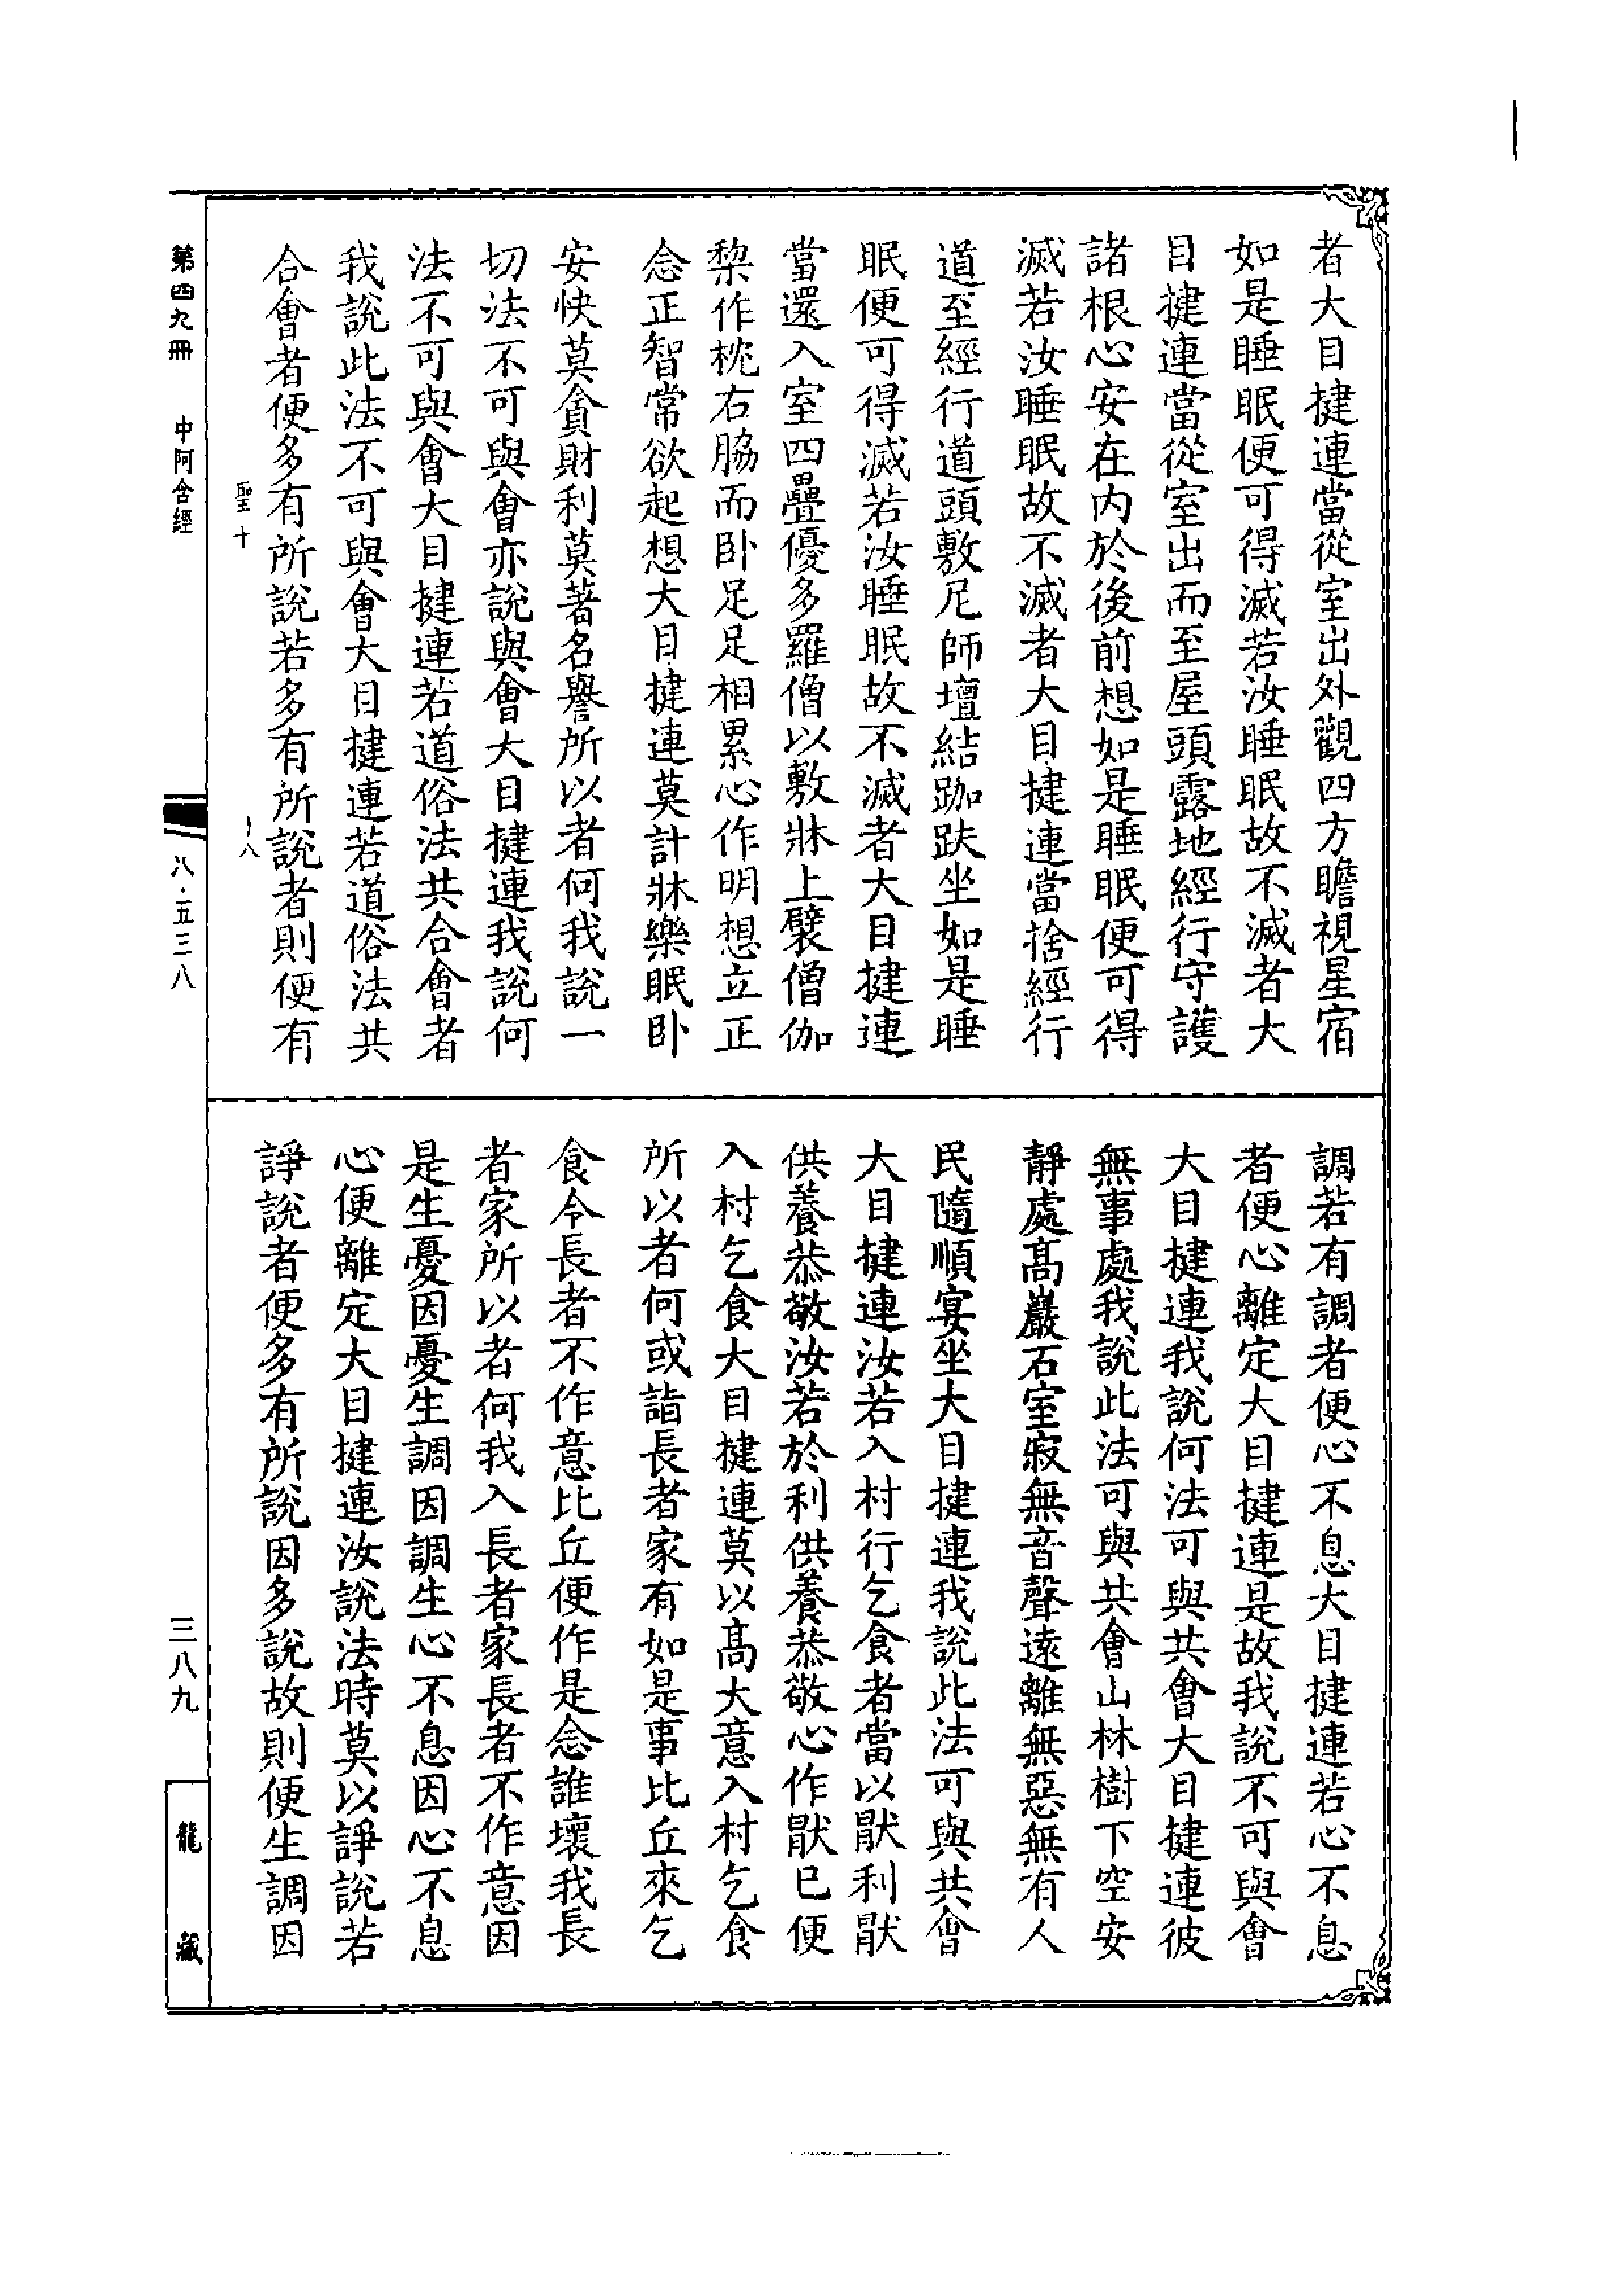 者大目揵連當從室出外觀四方瞻視星宿
如是睡眠便可得滅若汝睡眠故不滅者大
目揵連當從室出而至屋頭露地經行守護
諸根心安在内於後前想如是睡眠便可得
滅若汝睡眠故不滅者大目揵連當捨經行
道至經行道頭敷尼師壇結跏趺坐如是睡
眠便可得滅若汝睡眠故不滅者大目揵連
當還入室四疊優多羅僧以敷牀上襞僧伽
棃作枕右脇而卧足足相累心作明想立正
念正智常欲起想大目揵連莫計牀樂眠卧
安快莫貪財利莫著名譽所以者何我說一
切法不可與會亦說與會大目揵連我說何
法不可與會大目揵連若道俗法共合會者
我說此法不可與會大目揵連若道俗法共
合會者便多有所說若多有所說者則便有
調若有調者便心不息大目揵連若心不息
者便心離定大目揵連是故我說不可與會
大目揵連我說何法可與共會大目揵連彼
無事處我說此法可與共會山林樹下空安
靜處髙巖石室寂無音聲遠離無惡無有人
民隨順宴坐大目揵連我說此法可與共會
大目揵連汝若入村行乞食者當以猒利猒
供養恭敬汝若於利供養恭敬心作猒已便
入村乞食大目揵連莫以髙大意入村乞食
所以者何或詣長者家有如是事比丘來乞
食令長者不作意比丘便作是念誰壞我長
者家所以者何我入長者家長者不作意因
是生憂因憂生調因調生心不息因心不息
心便離定大目揵連汝說法時莫以諍說若
諍說者便多有所說因多說故則便生調因
聖十
十八
第四九冊 中阿含經
八·五三八
三八九
龍藏